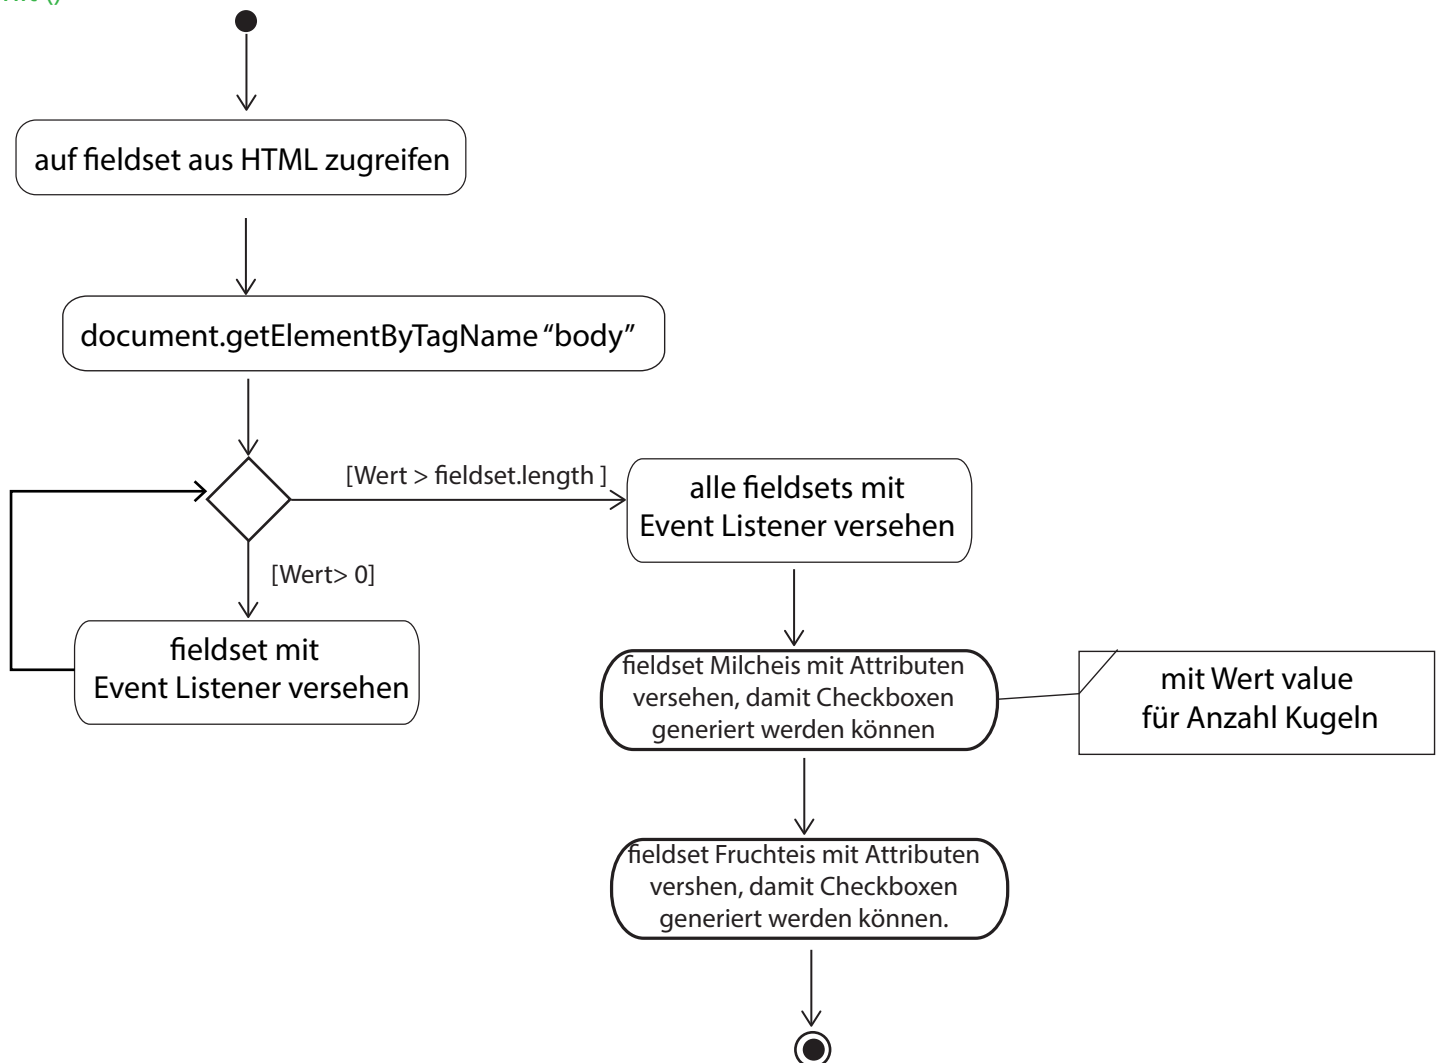 auf fieldset aus HTML zugreifen
document.getElementByTagName “body”
[Wert > fieldset.length ]
alle fieldsets mit
Event Listener versehen
[Wert> 0]
fieldset mit
Event Listener versehen
fieldset Milcheis mit Attributen
versehen, damit Checkboxen
generiert werden können
mit Wert value
für Anzahl Kugeln
fieldset Fruchteis mit Attributen
vershen, damit Checkboxen
generiert werden können.